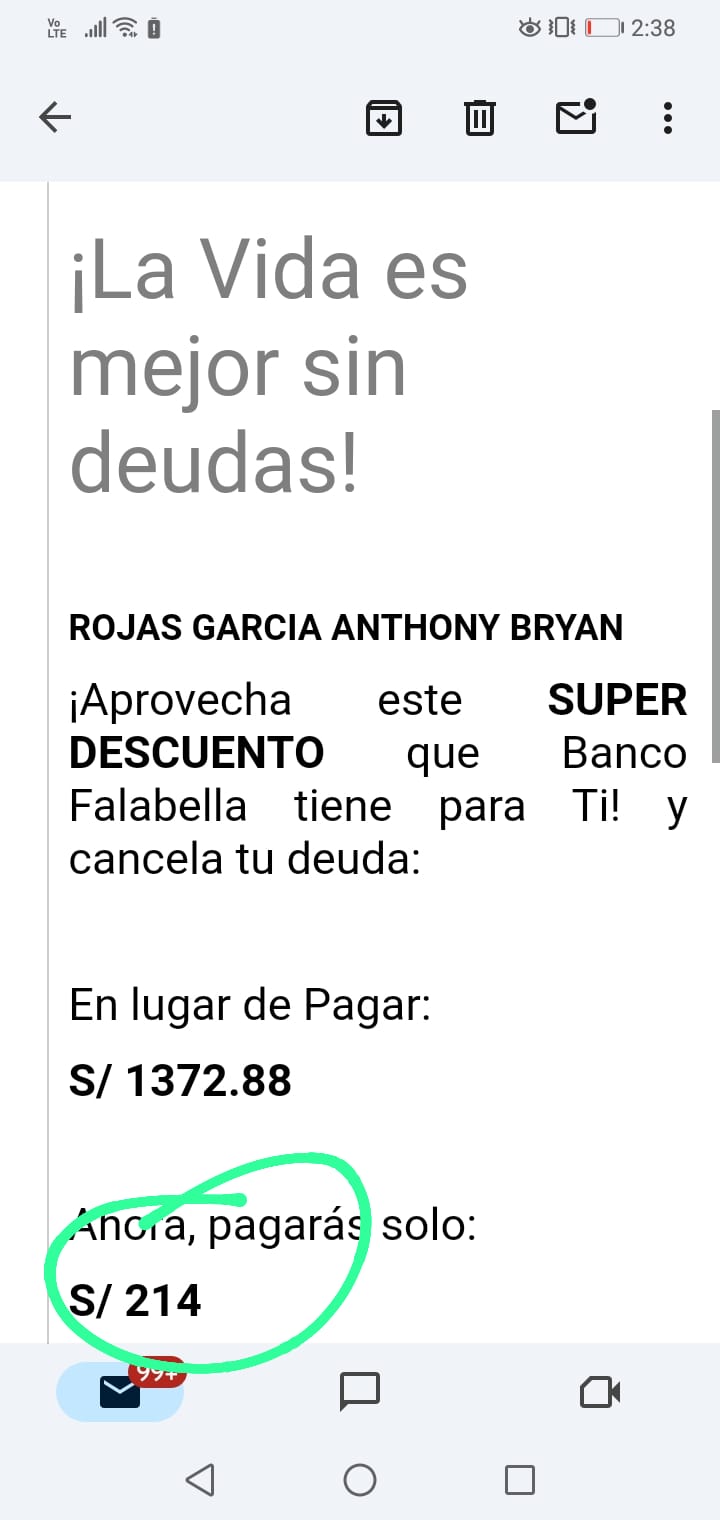 Vo
LTE
2:38
¡La Vida es
mejor sin
deudas!
ROJAS GARCIA ANTHONY BRYAN
¡Aprovecha este SUPER
DESCUENTO que Banco
Falabella tiene para Ti! y
cancela tu deuda:
En lugar de Pagar:
S/ 1372.88
Ahora, pagarás solo:
S/ 214
99+